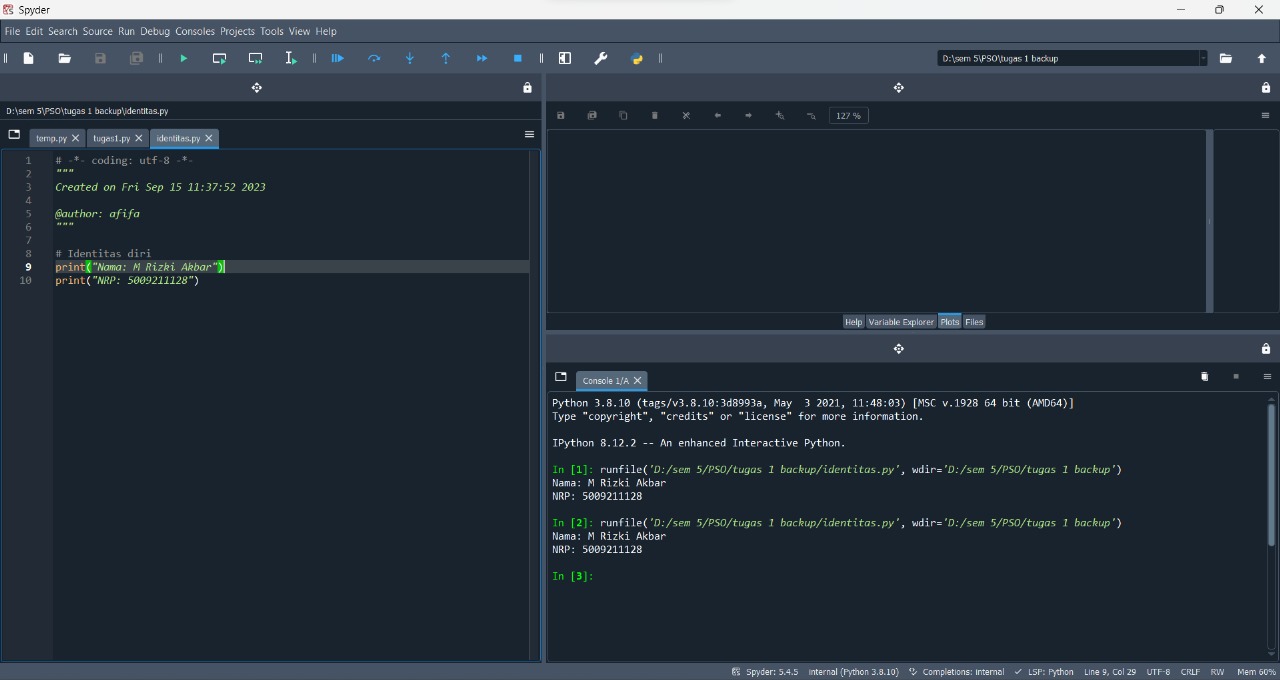 Spyder
File Edit Search Source Run Debug Consoles Projects Tools View Help
D:\sem 5\PSO\tugas 1 backup
D:\sem 5\PSO\tugas 1 backup\identitas.py
temp.py tugas1.py identitas.py
1 # -*- coding: utf-8 -*-
2 """
3 Created on Fri Sep 15 11:37:52 2023
4
5 @author: afifa
6 """
7
8 # Identitas diri
9 print("Nama: M Rizki Akbar")
10 print("NRP: 5009211128")
127 %
Help Variable Explorer Plots Files
Console 1/A
Python 3.8.10 (tags/v3.8.10:3d8993a, May  3 2021, 11:48:03) [MSC v.1928 64 bit (AMD64)]
Type "copyright", "credits" or "license" for more information.
IPython 8.12.2 -- An enhanced Interactive Python.
In [1]: runfile('D:/sem 5/PSO/tugas 1 backup/identitas.py', wdir='D:/sem 5/PSO/tugas 1 backup')
Nama: M Rizki Akbar
NRP: 5009211128
In [2]: runfile('D:/sem 5/PSO/tugas 1 backup/identitas.py', wdir='D:/sem 5/PSO/tugas 1 backup')
Nama: M Rizki Akbar
NRP: 5009211128
In [3]:
Spyder: 5.4.5 internal (Python 3.8.10) Completions: internal LSP: Python Line 9, Col 29 UTF-8 CRLF RW Mem 60%